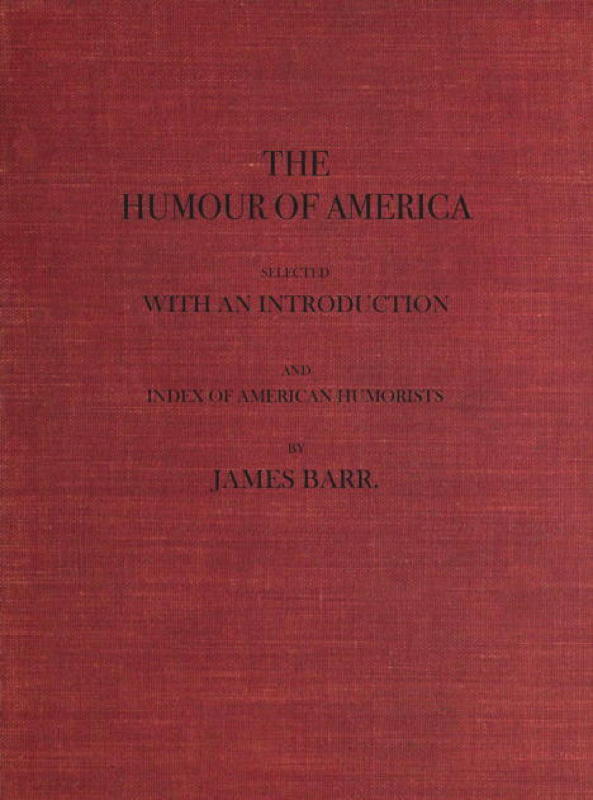 THE
HUMOUR OF AMERICA
SELECTED
WITH AN INTRODUCTION
AND
INDEX OF AMERICAN HUMORISTS
BY
JAMES BARR.